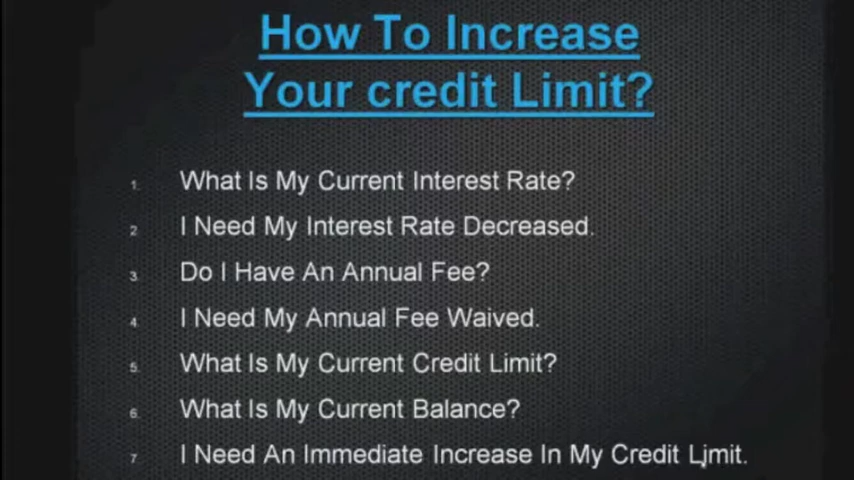 How To Increase
Your credit Limit?
1. What Is My Current Interest Rate?
2. I Need My Interest Rate Decreased.
3. Do I Have An Annual Fee?
4. I Need My Annual Fee Waived.
5. What Is My Current Credit Limit?
6. What Is My Current Balance?
7. I Need An Immediate Increase In My Credit Limit.